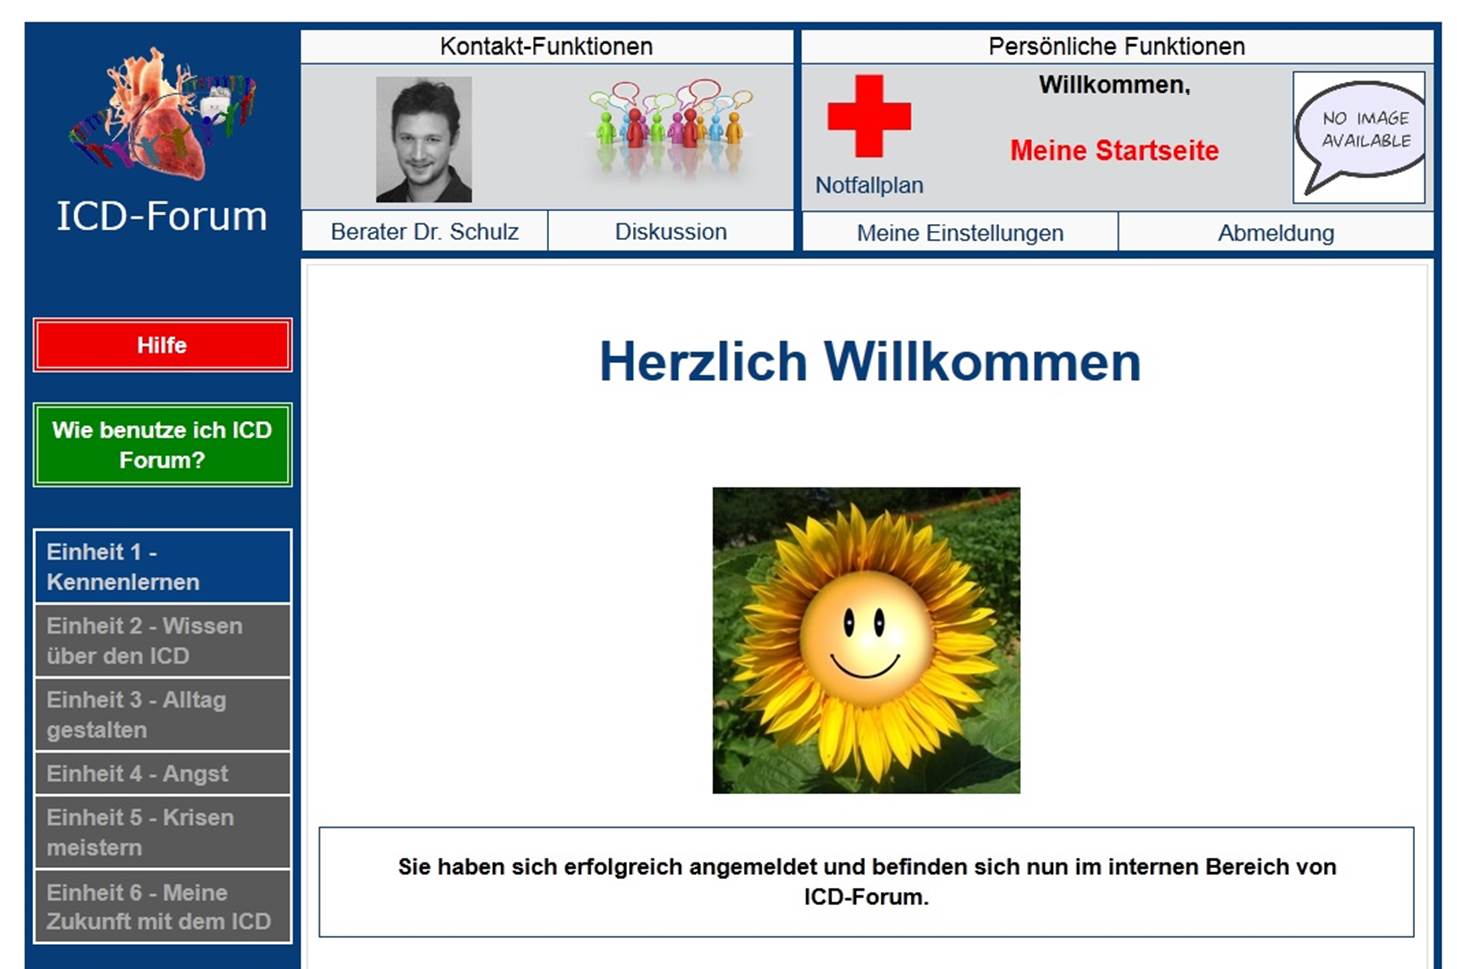 ICD-Forum
Kontakt-Funktionen
Berater Dr. Schulz
Diskussion
Persönliche Funktionen
Notfallplan
Willkommen,
Meine Startseite
NO IMAGE
AVAILABLE
Meine Einstellungen
Abmeldung
Hilfe
Wie benutze ich ICD
Forum?
Einheit 1 -
Kennenlernen
Einheit 2 - Wissen
über den ICD
Einheit 3 - Alltag
gestalten
Einheit 4 - Angst
Einheit 5 - Krisen
meistern
Einheit 6 - Meine
Zukunft mit dem ICD
Herzlich Willkommen
Sie haben sich erfolgreich angemeldet und befinden sich nun im internen Bereich von
ICD-Forum.